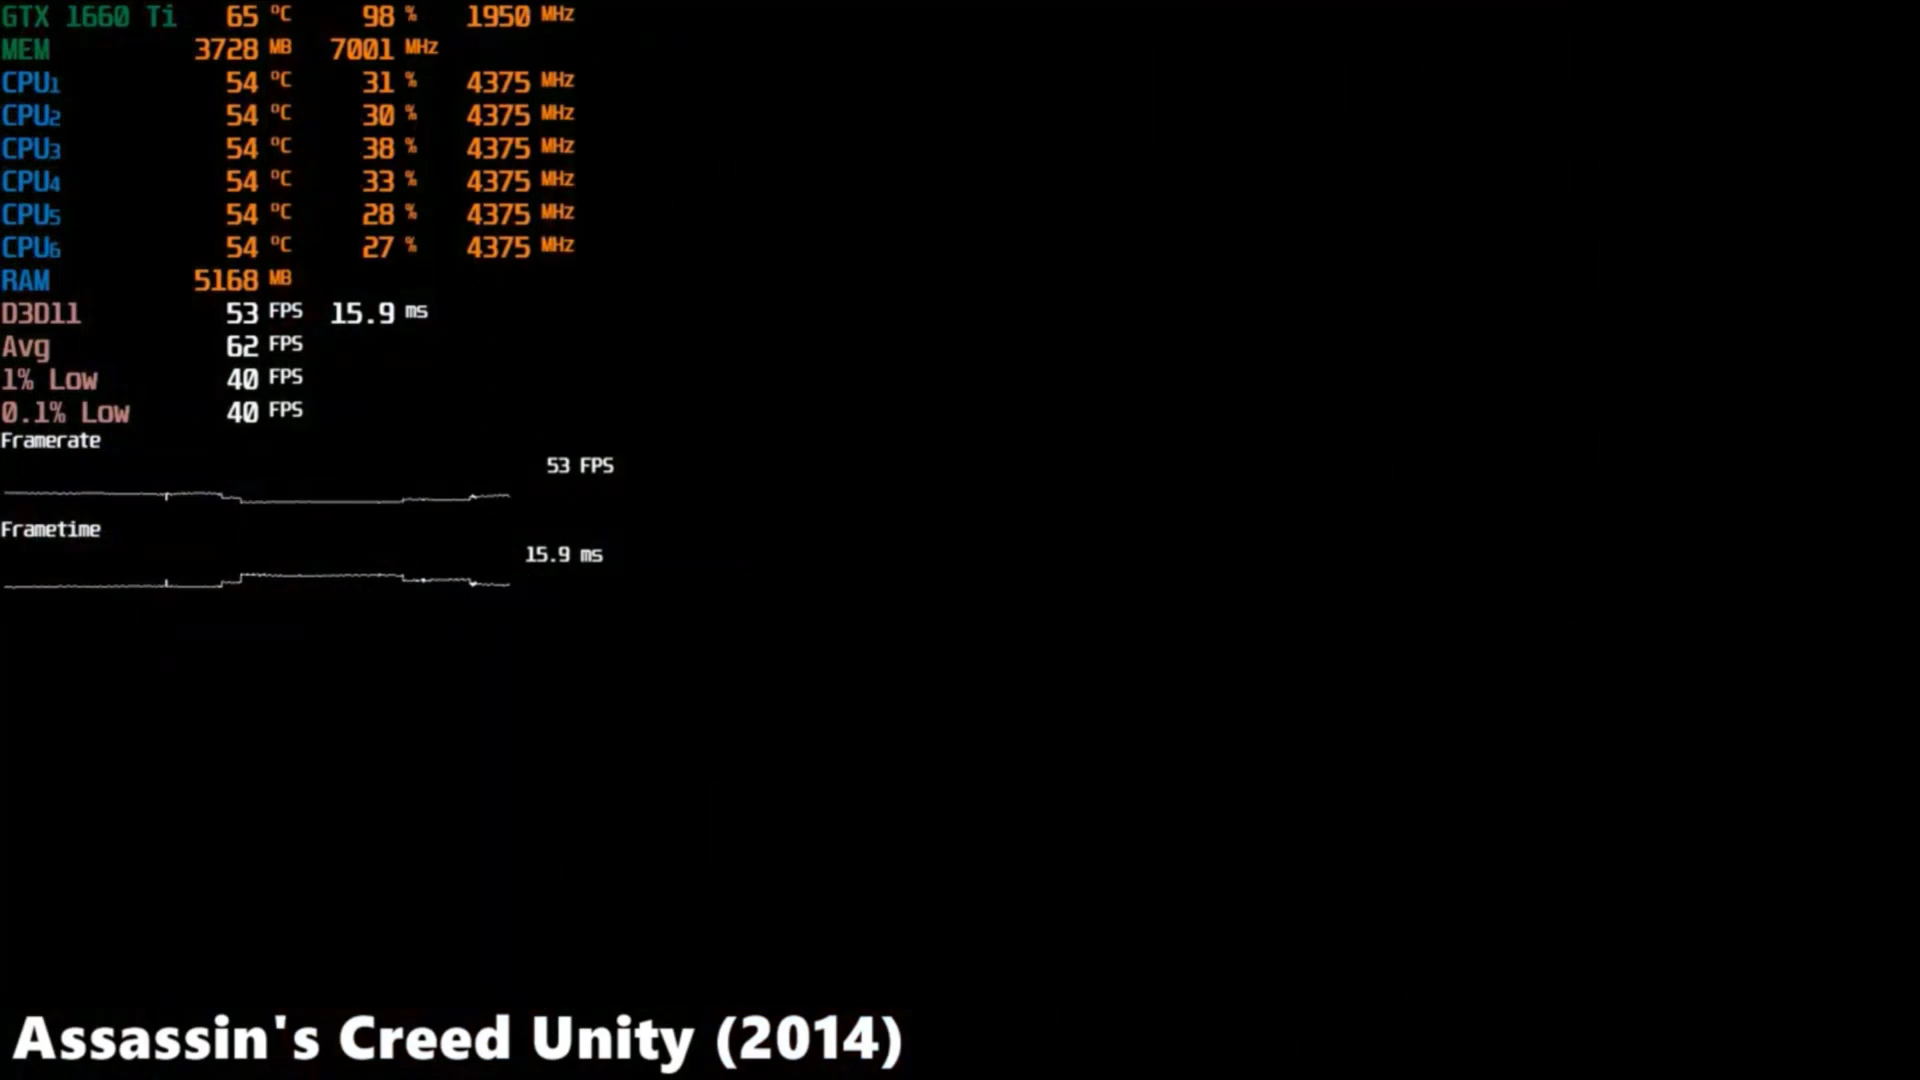 GTX 1660 Ti 65 °C 98 % 1950 MHz
MEM 3728 MB 7001 MHz
CPU1 54 °C 31 % 4375 MHz
CPU2 54 °C 30 % 4375 MHz
CPU3 54 °C 38 % 4375 MHz
CPU4 54 °C 33 % 4375 MHz
CPU5 54 °C 28 % 4375 MHz
CPU6 54 °C 27 % 4375 MHz
RAM 5168 MB
D3D11 53 FPS 15.9 ms
Avg 62 FPS
1% Low 40 FPS
0.1% Low 40 FPS
Framerate
53 FPS
Frametime
15.9 ms
Assassin's Creed Unity (2014)